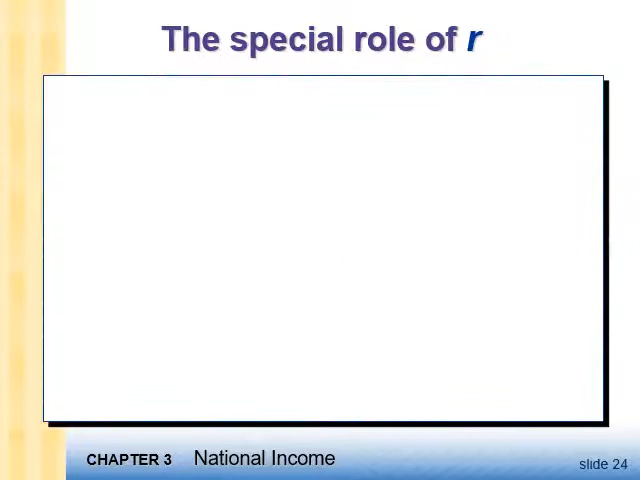 The special role of r
CHAPTER 3 National Income
slide 24